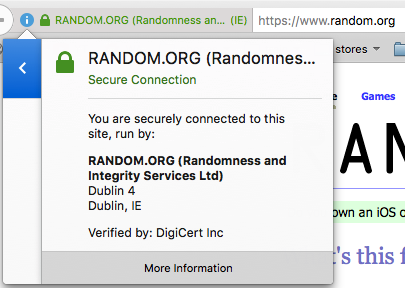 RANDOM.ORG (Randomness an... (IE) https://www.random.org
RANDOM.ORG (Randomnes...
Secure Connection
stores
Games
You are securely connected to this
site, run by:
RANDOM.ORG (Randomness and
Integrity Services Ltd)
Dublin 4
Dublin, IE
Verified by: DigiCert Inc
More Information
AN
own an iOS
t's this f